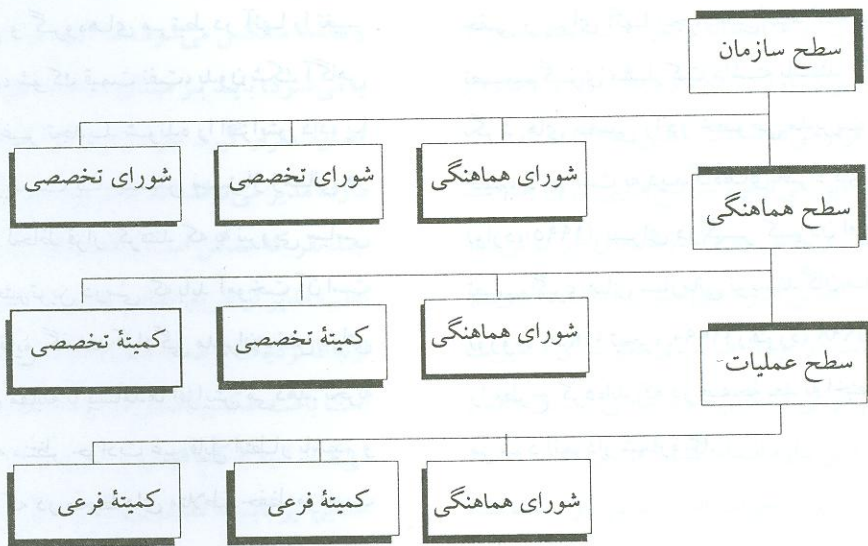 سطح سازمان
شورای هماهنگی
شورای تخصصی
شورای تخصصی
سطح هماهنگی
شورای هماهنگی
کمیتهٔ تخصصی
کمیتهٔ تخصصی
سطح عملیات
شورای هماهنگی
کمیتهٔ فرعی
کمیتهٔ فرعی